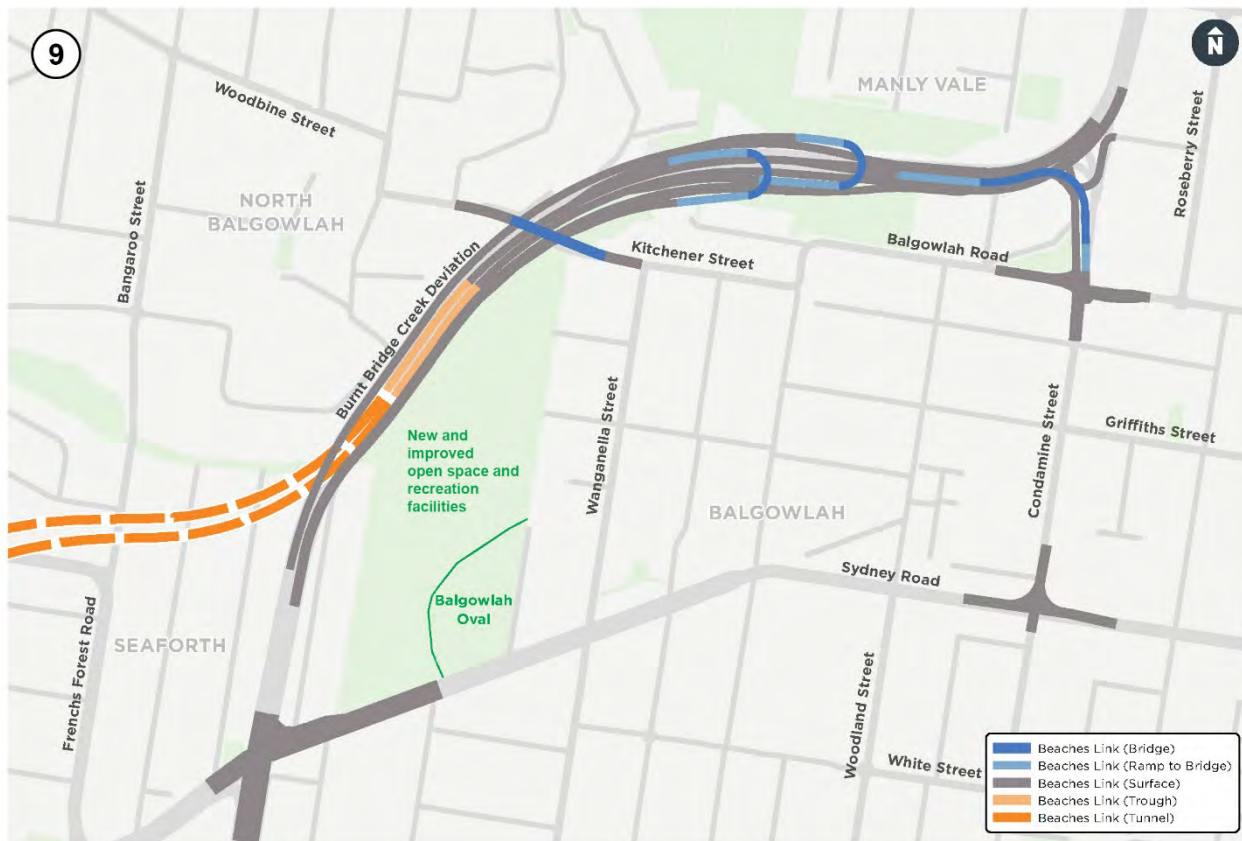 9
N
MANLY VALE
Woodbine Street
Roseberry Street
NORTH
BALGOWLAH
Bangaroo Street
Burnt Bridge Creek Deviation
Kitchener Street
Balgowlah Road
Wanganella Street
Condamine Street
Griffiths Street
New and
improved
open space and
recreation
facilities
BALGOWLAH
Sydney Road
Balgowlah
Oval
SEAFORTH
Frenchs Forest Road
Woodland Street
White Street
Beaches Link (Bridge)
Beaches Link (Ramp to Bridge)
Beaches Link (Surface)
Beaches Link (Trough)
Beaches Link (Tunnel)